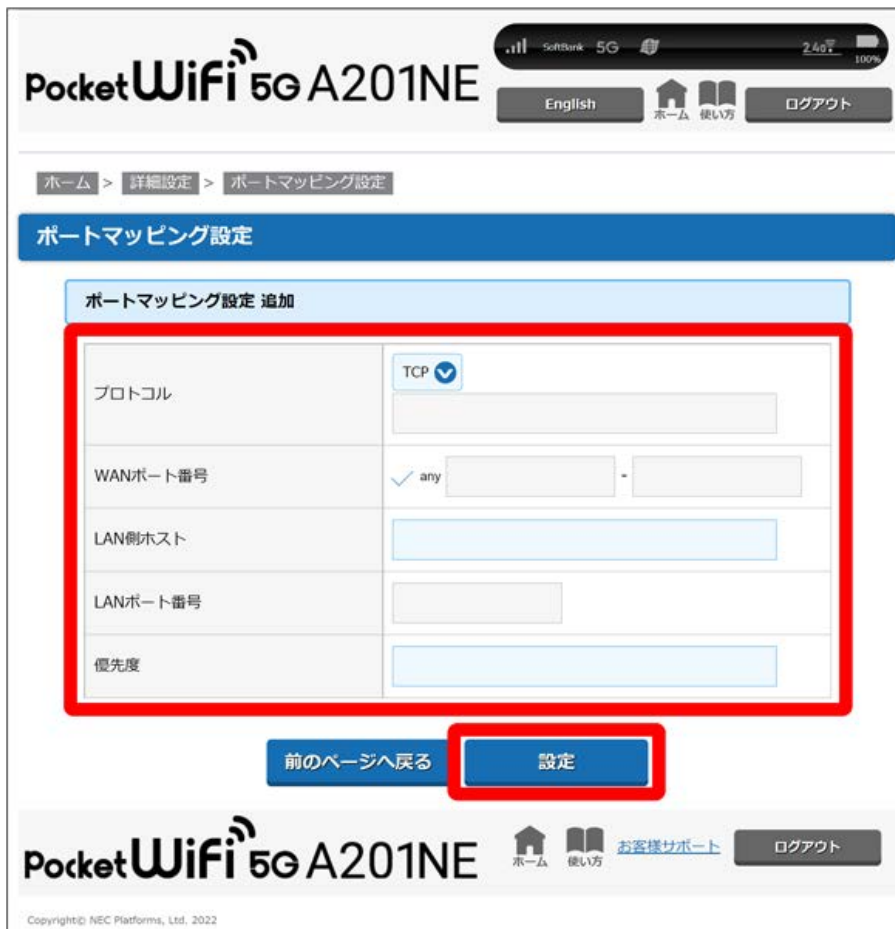 SoftBank 5G 2.4G
100%
Pocket WiFi 5G A201NE
English ホーム 使い方 ログアウト
ホーム > 詳細設定 > ポートマッピング設定
ポートマッピング設定
ポートマッピング設定 追加
プロトコル TCP
WANポート番号 any -
LAN側ホスト
LANポート番号
優先度
前のページへ戻る 設定
Pocket WiFi 5G A201NE ホーム 使い方 お客様サポート ログアウト
Copyright© NEC Platforms, Ltd. 2022